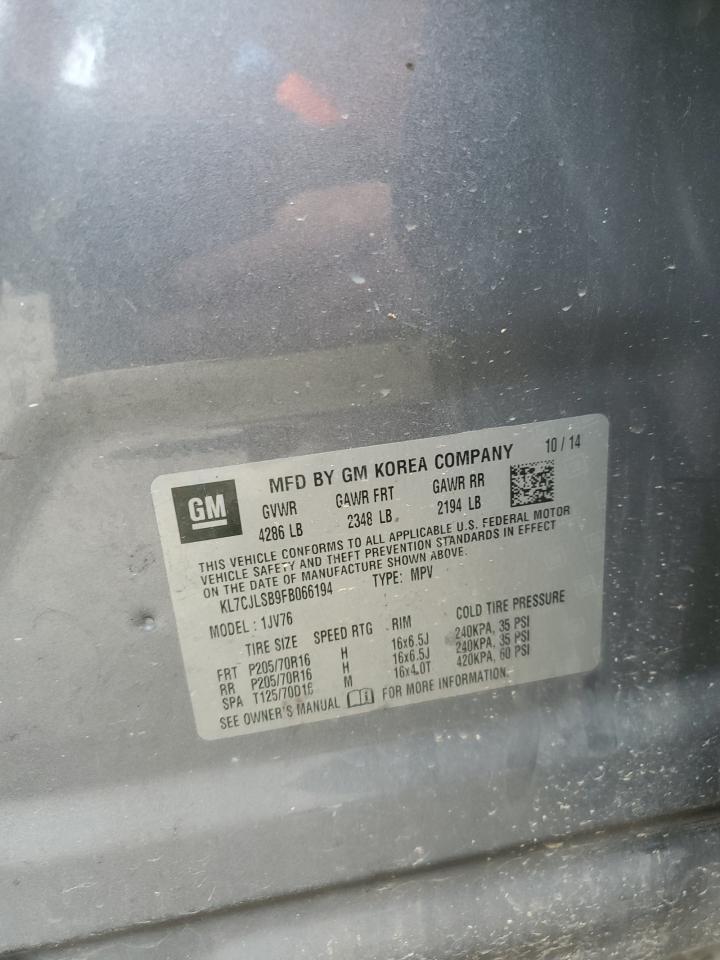 GM
MFD BY GM KOREA COMPANY 10 / 14
GVWR GAWR FRT GAWR RR
4286 LB 2348 LB 2194 LB
THIS VEHICLE CONFORMS TO ALL APPLICABLE U.S. FEDERAL MOTOR
VEHICLE SAFETY AND THEFT PREVENTION STANDARDS IN EFFECT
ON THE DATE OF MANUFACTURE SHOWN ABOVE.
KL7CJLSB9FB066194 TYPE: MPV
MODEL : 1JV76
TIRE SIZE SPEED RTG RIM COLD TIRE PRESSURE
FRT P205/70R16 H 16x6.5J 240KPA, 35 PSI
RR P205/70R16 H 16x6.5J 240KPA, 35 PSI
SPA T125/70D16 M 16x4.0T 420KPA, 60 PSI
SEE OWNER'S MANUAL FOR MORE INFORMATION.